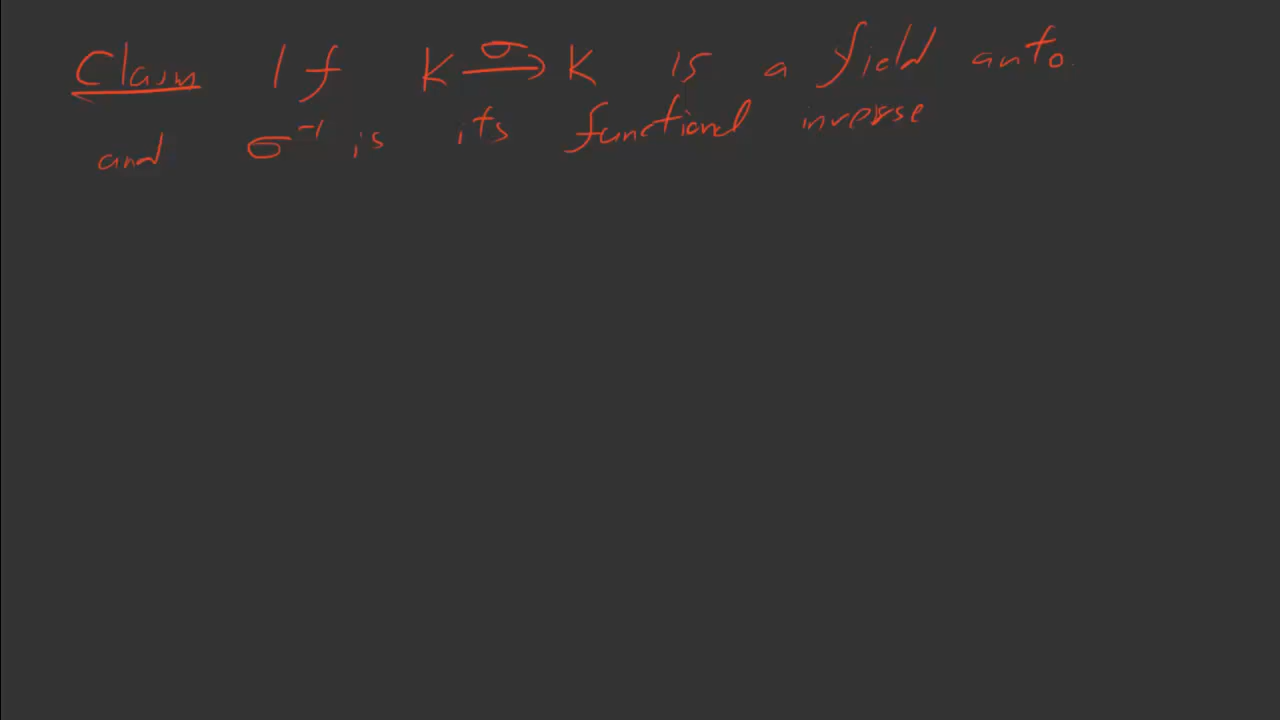 Claim If K σ→ K is a field auto.
and σ⁻¹ is its functional inverse